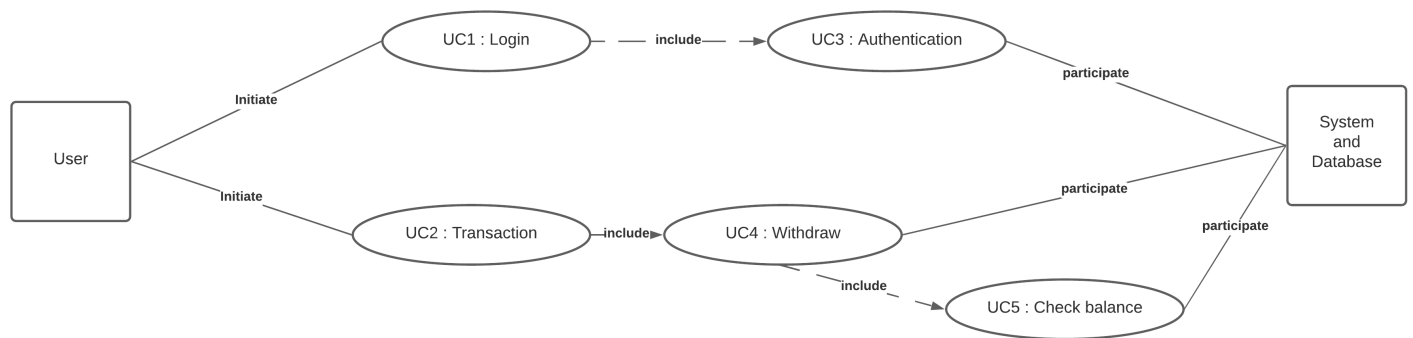 UC1 : Login
include
UC3 : Authentication
participate
Initiate
User
System
and
Database
Initiate
participate
UC2 : Transaction
include
UC4 : Withdraw
participate
include
UC5 : Check balance